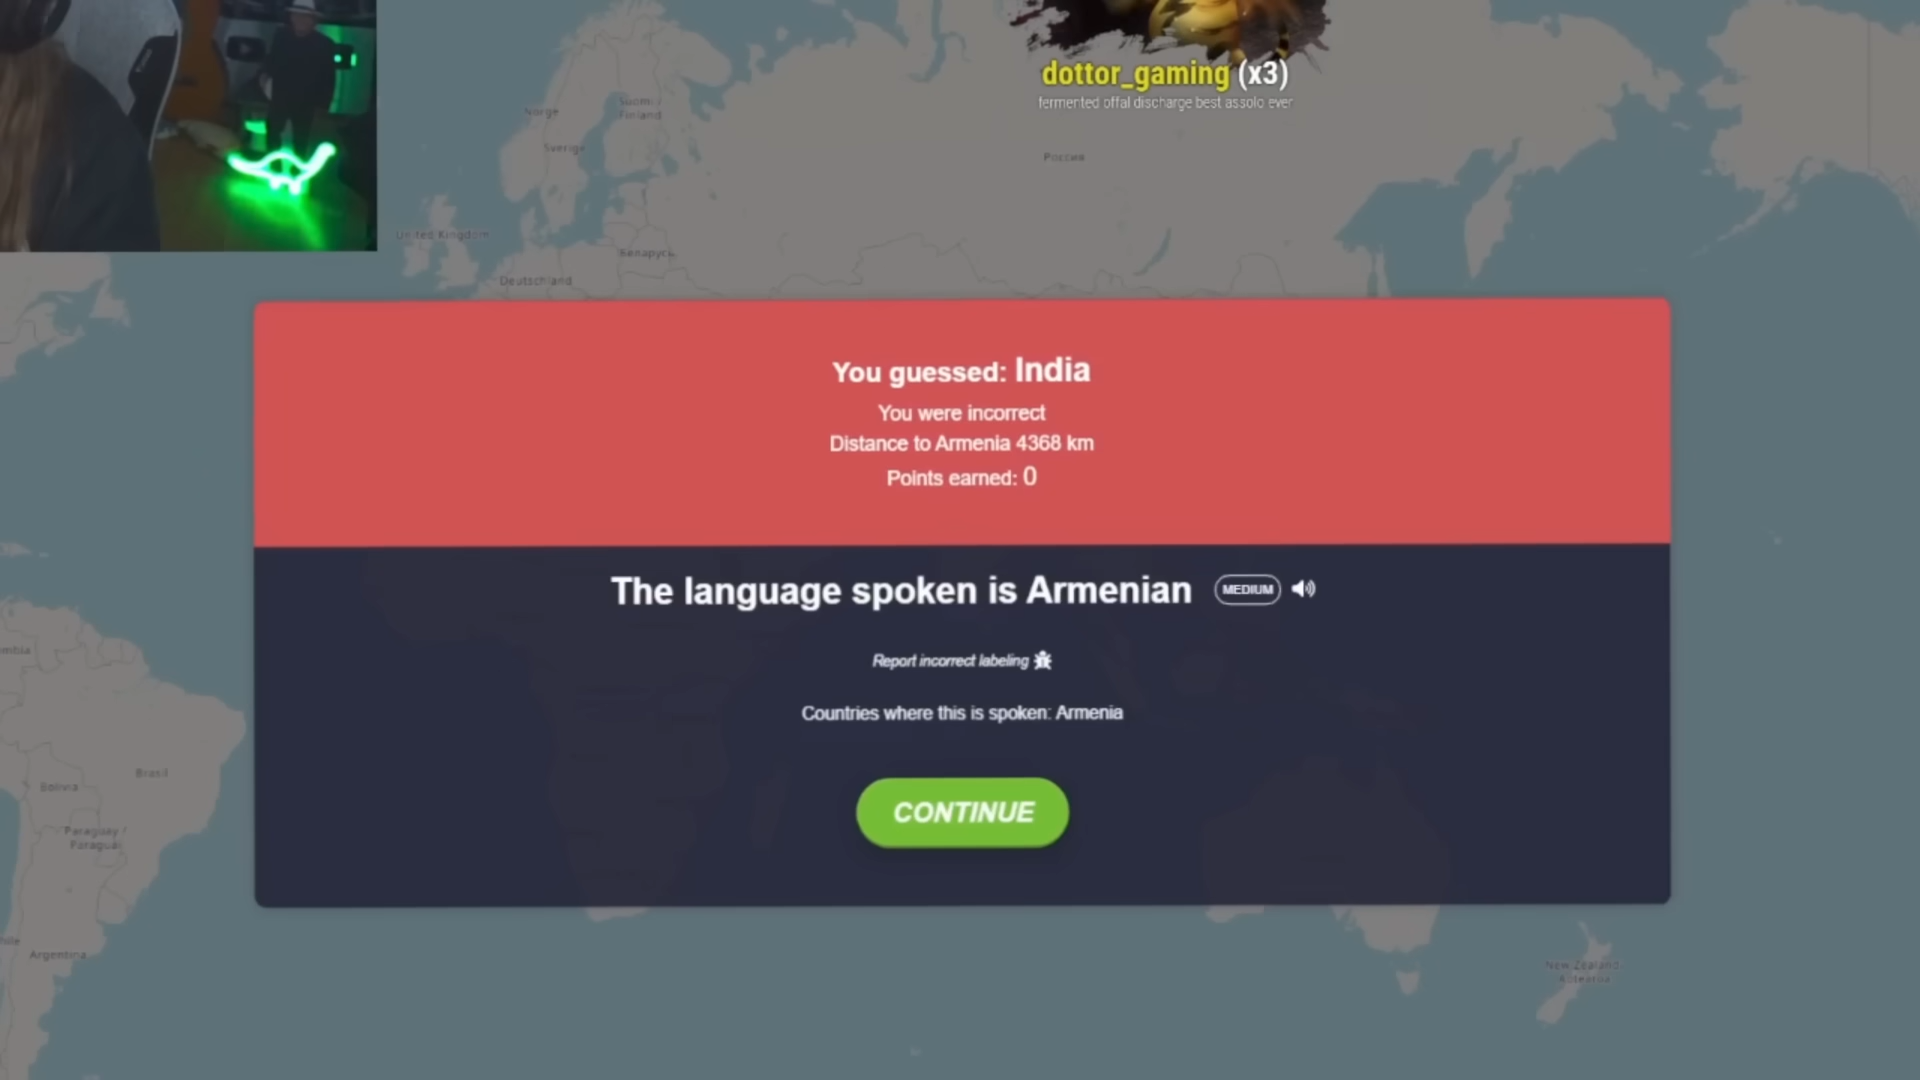 dottor_gaming (x3)
fermented offal discharge best assolo ever
Norge
Suomi /
Finland
Sverige
Россия
United Kingdom
Беларусь
Deutschland
You guessed: India
You were incorrect
Distance to Armenia 4368 km
Points earned: 0
The language spoken is Armenian MEDIUM
Report incorrect labeling
Countries where this is spoken: Armenia
CONTINUE
mbia
Brasil
Bolivia
Paraguay /
Paraguái
Argentina
New Zealand
Aotearoa